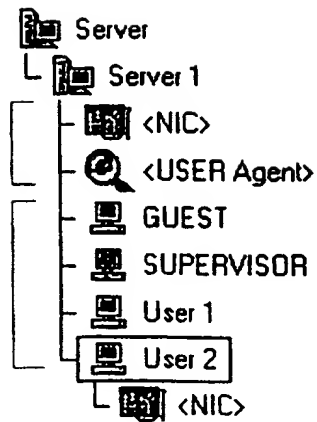 Server
Server 1
<NIC>
<USER Agent>
GUEST
SUPERVISOR
User 1
User 2
<NIC>